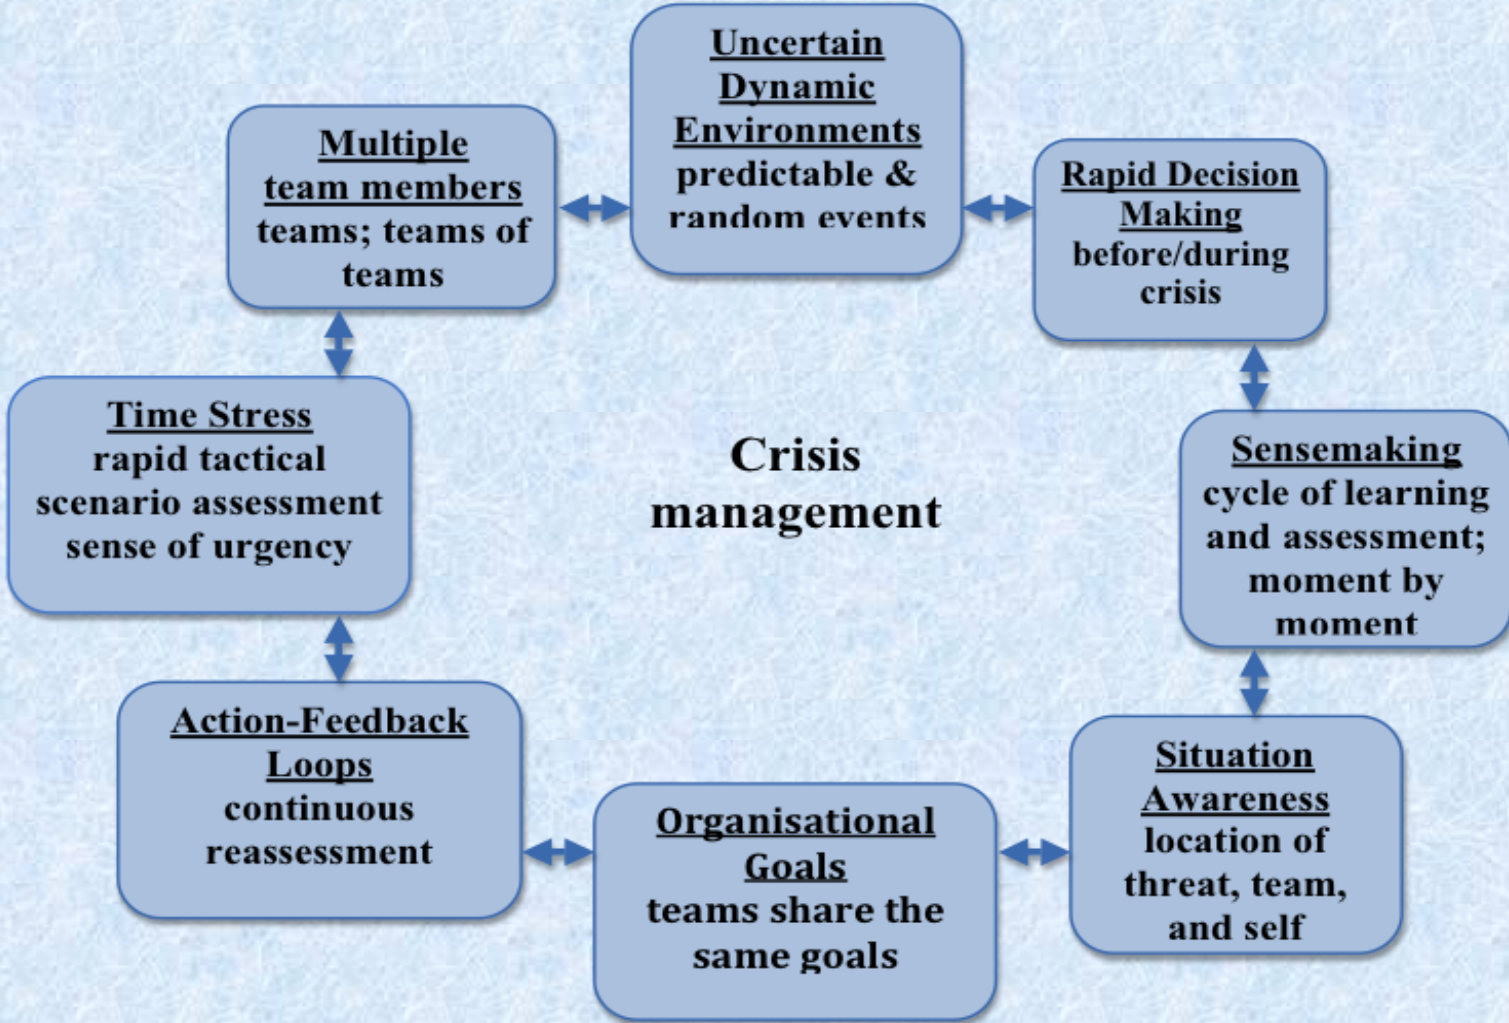 Uncertain
Dynamic
Environments
predictable &
random events
Multiple
team members
teams; teams of
teams
Rapid Decision
Making
before/during
crisis
Time Stress
rapid tactical
scenario assessment
sense of urgency
Crisis
management
Sensemaking
cycle of learning
and assessment;
moment by
moment
Action-Feedback
Loops
continuous
reassessment
Organisational
Goals
teams share the
same goals
Situation
Awareness
location of
threat, team,
and self